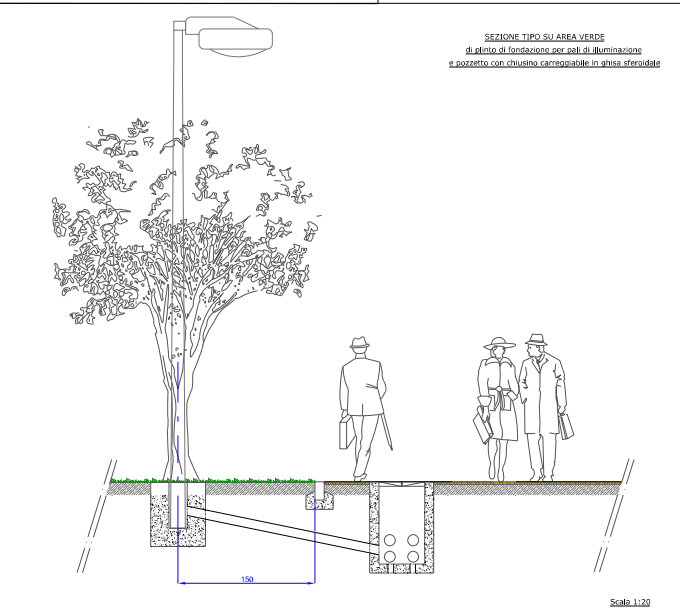 SEZIONE TIPO SU AREA VERDE
di plinto di fondazione per pali di illuminazione
e pozzetto con chiusino carreggiabile in ghisa sferoidale
150
Scala 1:20